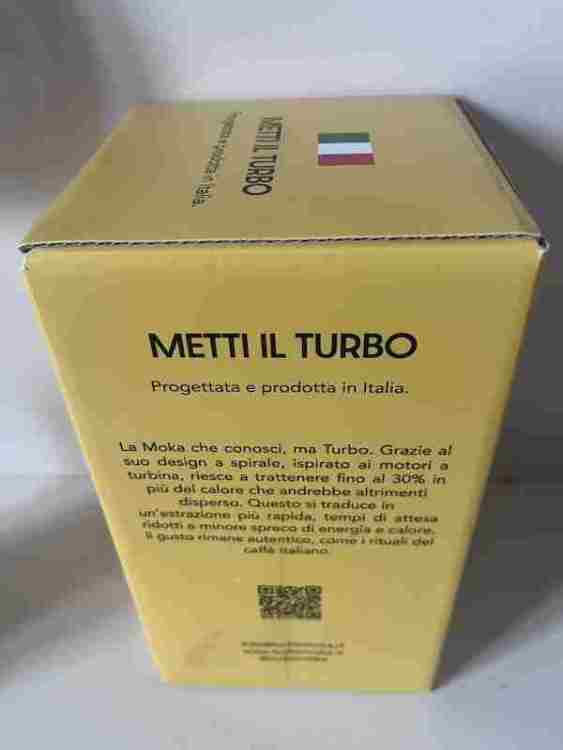 METTI IL TURBO
Progettata e prodotta in Italia.
METTI IL TURBO
Progettata e prodotta in Italia.
La Moka che conosci, ma Turbo. Grazie al
suo design a spirale, ispirato ai motori a
turbina, riesce a trattenere fino al 30% in
più del calore che andrebbe altrimenti
disperso. Questo si traduce in
un'estrazione più rapida, tempi di attesa
ridotti e minore spreco di energia e calore.
Il gusto rimane autentico, come i rituali del
caffè italiano.